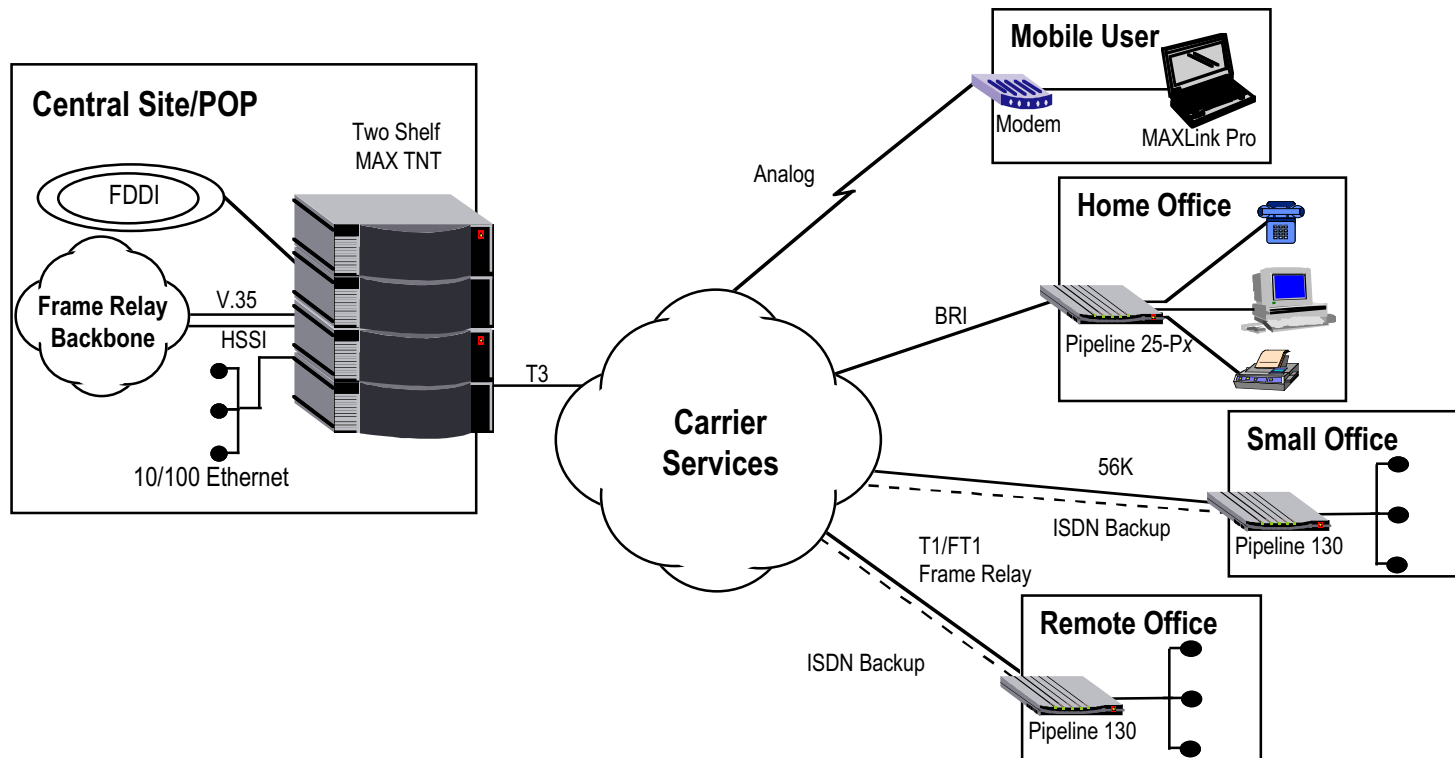 Central Site/POP
Two Shelf
MAX TNT
FDDI
Frame Relay
Backbone
V.35
HSSI
10/100 Ethernet
T3
Carrier
Services
Analog
Mobile User
Modem
MAXLink Pro
BRI
Home Office
Pipeline 25-Px
56K
ISDN Backup
Small Office
Pipeline 130
T1/FT1
Frame Relay
ISDN Backup
Remote Office
Pipeline 130